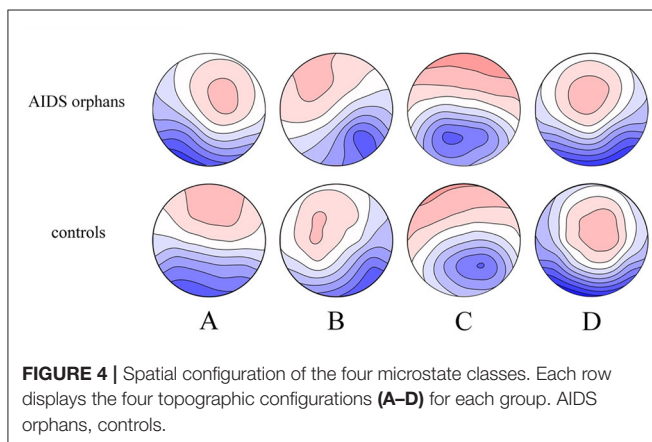 AIDS orphans
controls
A B C D
FIGURE 4 | Spatial configuration of the four microstate classes. Each row
displays the four topographic configurations (A–D) for each group. AIDS
orphans, controls.